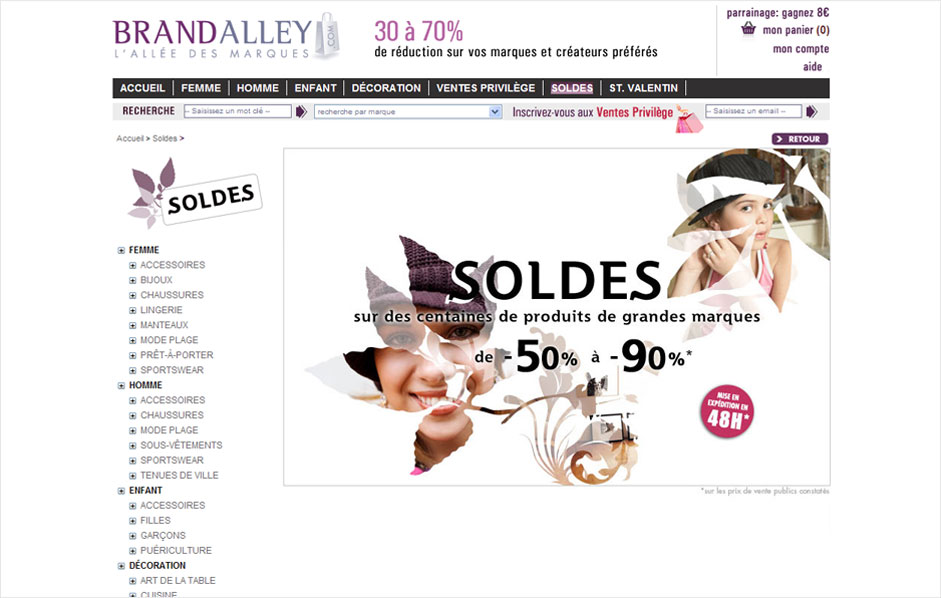 BRANDALLEY.COM
L'ALLÉE DES MARQUES
30 à 70%
de réduction sur vos marques et créateurs préférés
parrainage: gagnez 8€
mon panier (0)
mon compte
aide
ACCUEIL FEMME HOMME ENFANT DÉCORATION VENTES PRIVILÈGE SOLDES ST. VALENTIN
RECHERCHE -- Saisissez un mot clé -- recherche par marque Inscrivez-vous aux Ventes Privilège -- Saisissez un email --
Accueil > Soldes >
RETOUR
SOLDES
FEMME
ACCESSOIRES
BIJOUX
CHAUSSURES
LINGERIE
MANTEAUX
MODE PLAGE
PRÊT-À-PORTER
SPORTSWEAR
HOMME
ACCESSOIRES
CHAUSSURES
MODE PLAGE
SOUS-VÊTEMENTS
SPORTSWEAR
TENUES DE VILLE
ENFANT
ACCESSOIRES
FILLES
GARÇONS
PUÉRICULTURE
DÉCORATION
ART DE LA TABLE
CUISINE
SOLDES
sur des centaines de produits de grandes marques
de -50% à -90%*
MISE EN
EXPÉDITION EN
48H*
*sur les prix de vente publics constatés